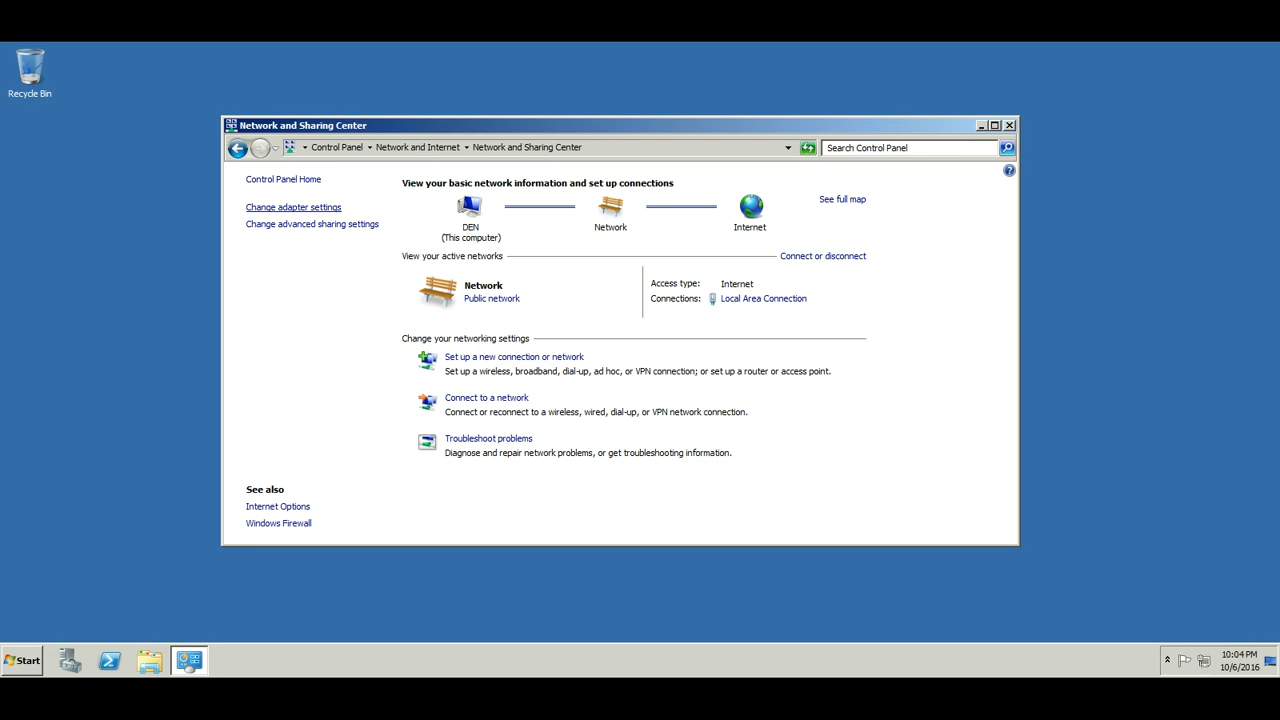 Recycle Bin
Network and Sharing Center
Control Panel Network and Internet Network and Sharing Center
Search Control Panel
Control Panel Home
Change adapter settings
Change advanced sharing settings
View your basic network information and set up connections
See full map
DEN
(This computer)
Network
Internet
View your active networks
Connect or disconnect
Network
Public network
Access type: Internet
Connections: Local Area Connection
Change your networking settings
Set up a new connection or network
Set up a wireless, broadband, dial-up, ad hoc, or VPN connection; or set up a router or access point.
Connect to a network
Connect or reconnect to a wireless, wired, dial-up, or VPN network connection.
Troubleshoot problems
Diagnose and repair network problems, or get troubleshooting information.
See also
Internet Options
Windows Firewall
Start
10:04 PM
10/6/2016